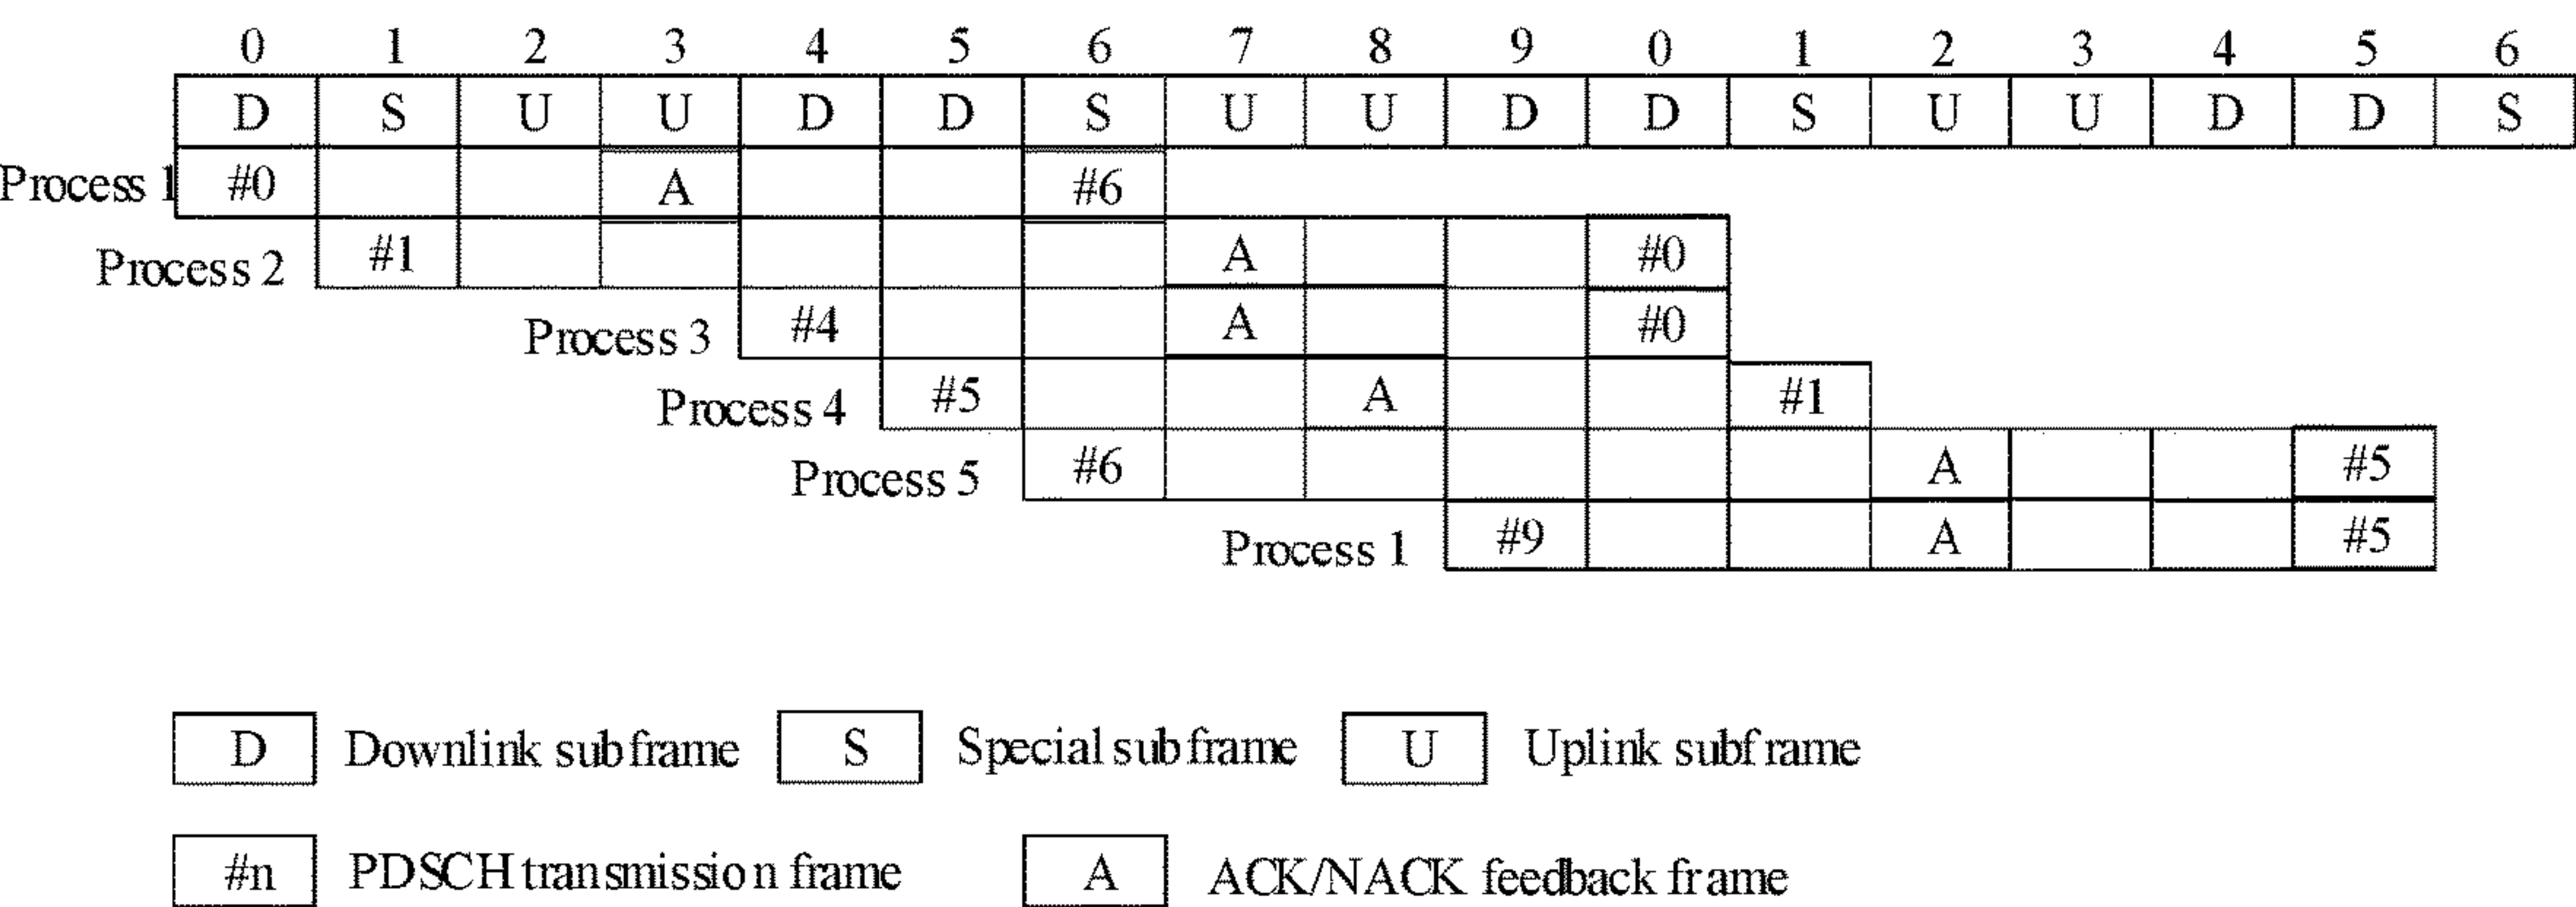 0 1 2 3 4 5 6 7 8 9 0 1 2 3 4 5 6
D S U U D D S U U D D S U U D D S
Process 1 #0 A #6
Process 2 #1 A #0
Process 3 #4 A #0
Process 4 #5 A #1
Process 5 #6 A #5
Process 1 #9 A #5
D Downlink subframe S Special subframe U Uplink subframe
#n PDSCH transmission frame A ACK/NACK feedback frame